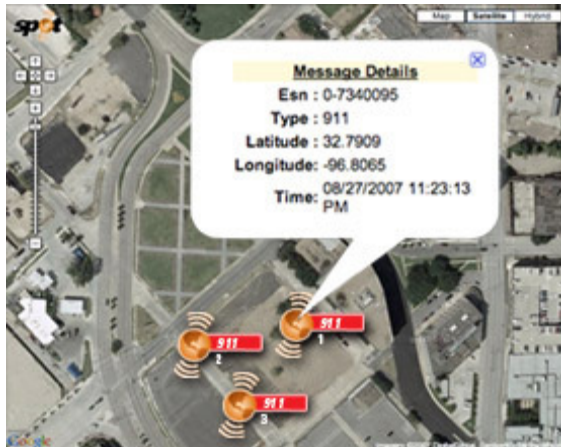 spot
Map Satellite Hybrid
Message Details
Esn : 0-7340095
Type : 911
Latitude : 32.7909
Longitude: -96.8065
Time: 08/27/2007 11:23:13
PM
911
1
911
2
911
3
Google